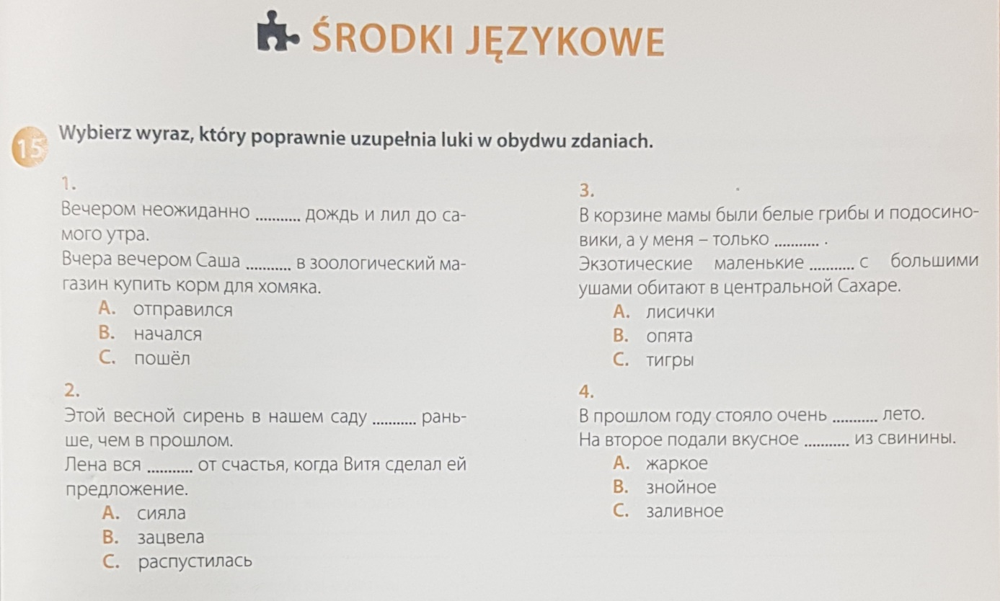 ŚRODKI JĘZYKOWE
15
Wybierz wyraz, który poprawnie uzupełnia luki w obydwu zdaniach.
1.
Вечером неожиданно ........... дождь и лил до са-
мого утра.
Вчера вечером Саша ........... в зоологический ма-
газин купить корм для хомяка.
A. отправился
B. начался
C. пошёл
2.
Этой весной сирень в нашем саду ........... рань-
ше, чем в прошлом.
Лена вся ........... от счастья, когда Витя сделал ей
предложение.
A. сияла
B. зацвела
C. распустилась
3.
В корзине мамы были белые грибы и подосино-
вики, а у меня – только ........... .
Экзотические маленькие ........... с большими
ушами обитают в центральной Сахаре.
A. лисички
B. опята
C. тигры
4.
В прошлом году стояло очень ........... лето.
На второе подали вкусное ........... из свинины.
A. жаркое
B. знойное
C. заливное